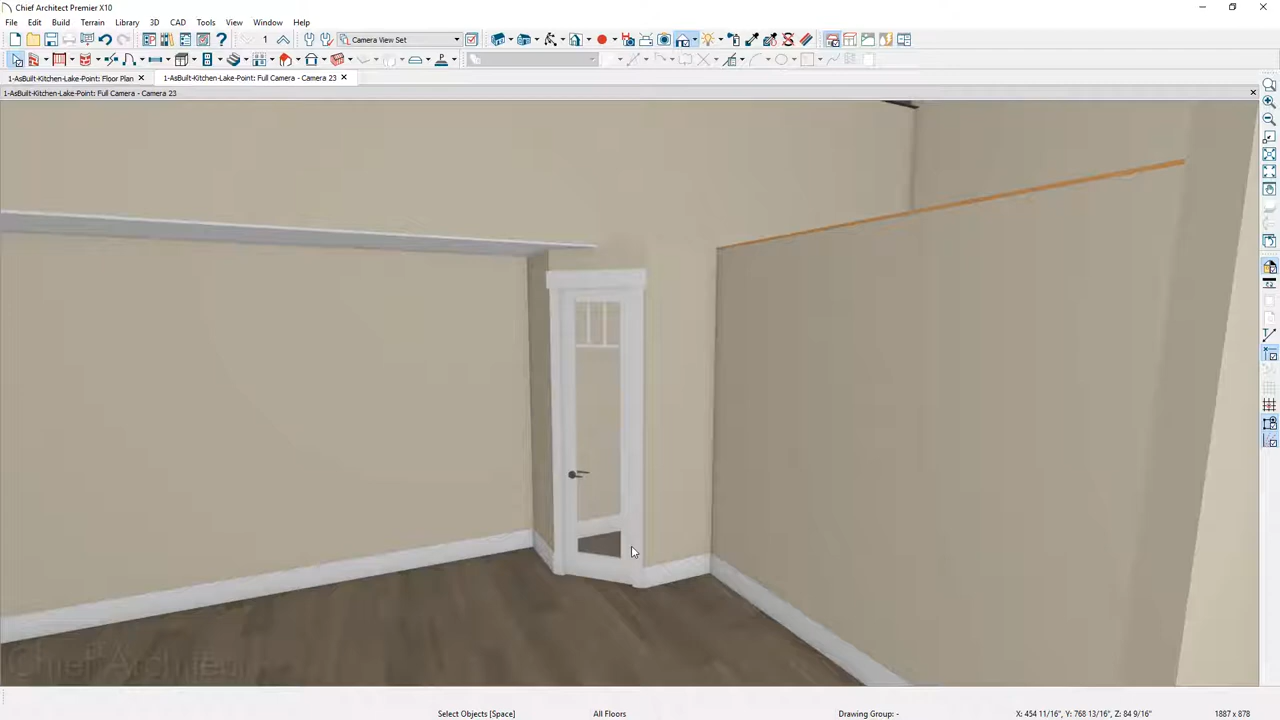 Chief Architect Premier X10
File Edit Build Terrain Library 3D CAD Tools View Window Help
1 Camera View Set
1-AsBuilt-Kitchen-Lake-Point: Floor Plan 1-AsBuilt-Kitchen-Lake-Point: Full Camera - Camera 23
1-AsBuilt-Kitchen-Lake-Point: Full Camera - Camera 23
Chief Architect
Select Objects [Space] All Floors Drawing Group: - X: 454 11/16", Y: 768 13/16", Z: 84 9/16" 1887 x 878